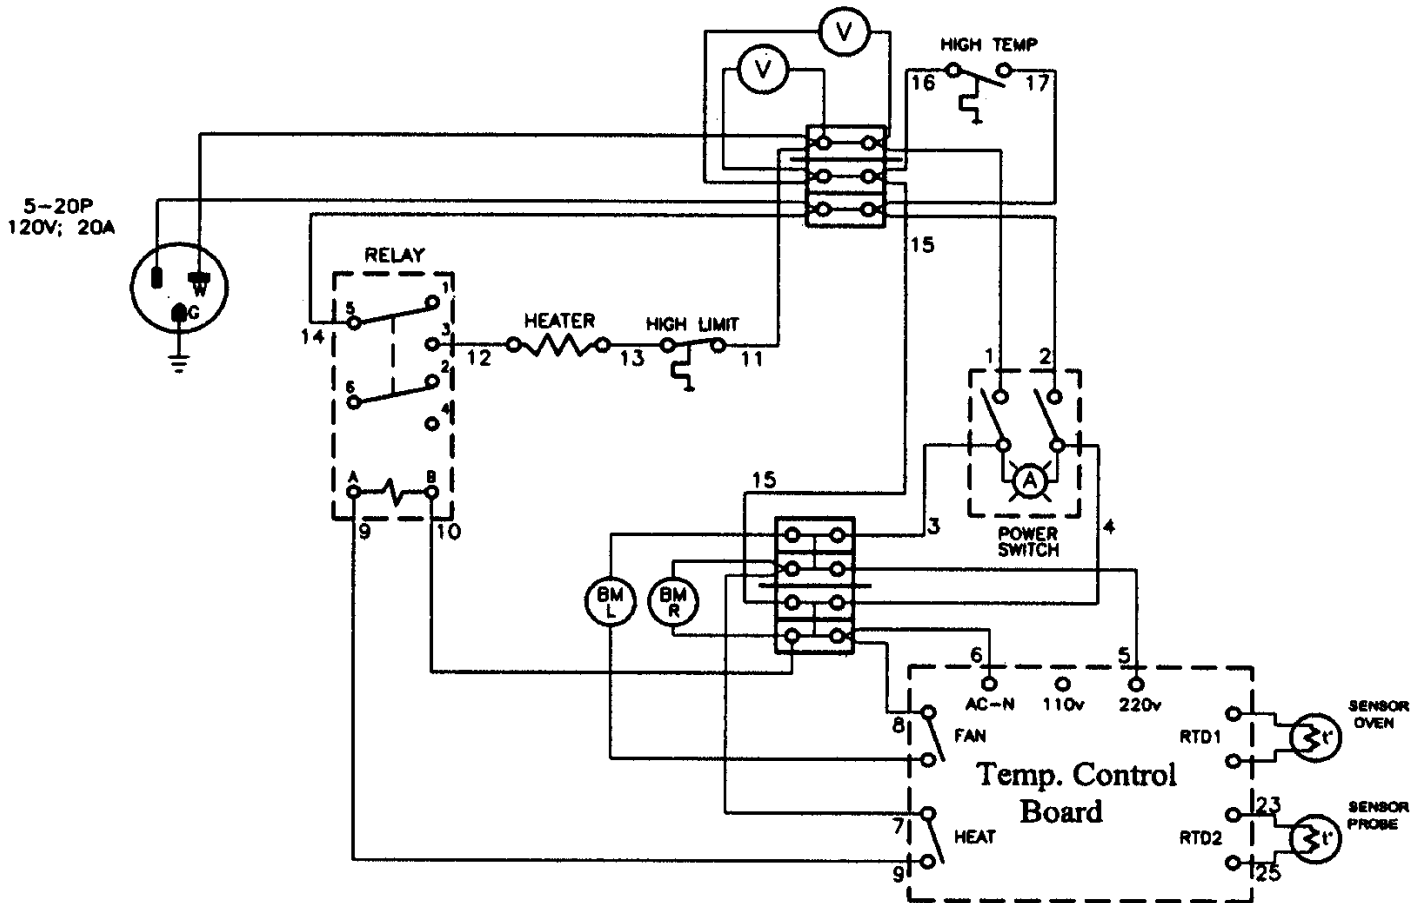 V
V
HIGH TEMP
16
17
5-20P
120V; 20A
W
G
15
RELAY
1
5
14
3
12
HEATER
13
HIGH LIMIT
11
2
6
4
1
2
A
B
9
10
15
A
3
POWER
SWITCH
4
BM
L
BM
R
6
5
AC-N
110v
220v
8
FAN
RTD1
t°
SENSOR
OVEN
Temp. Control
Board
7
HEAT
9
RTD2
23
25
t°
SENSOR
PROBE